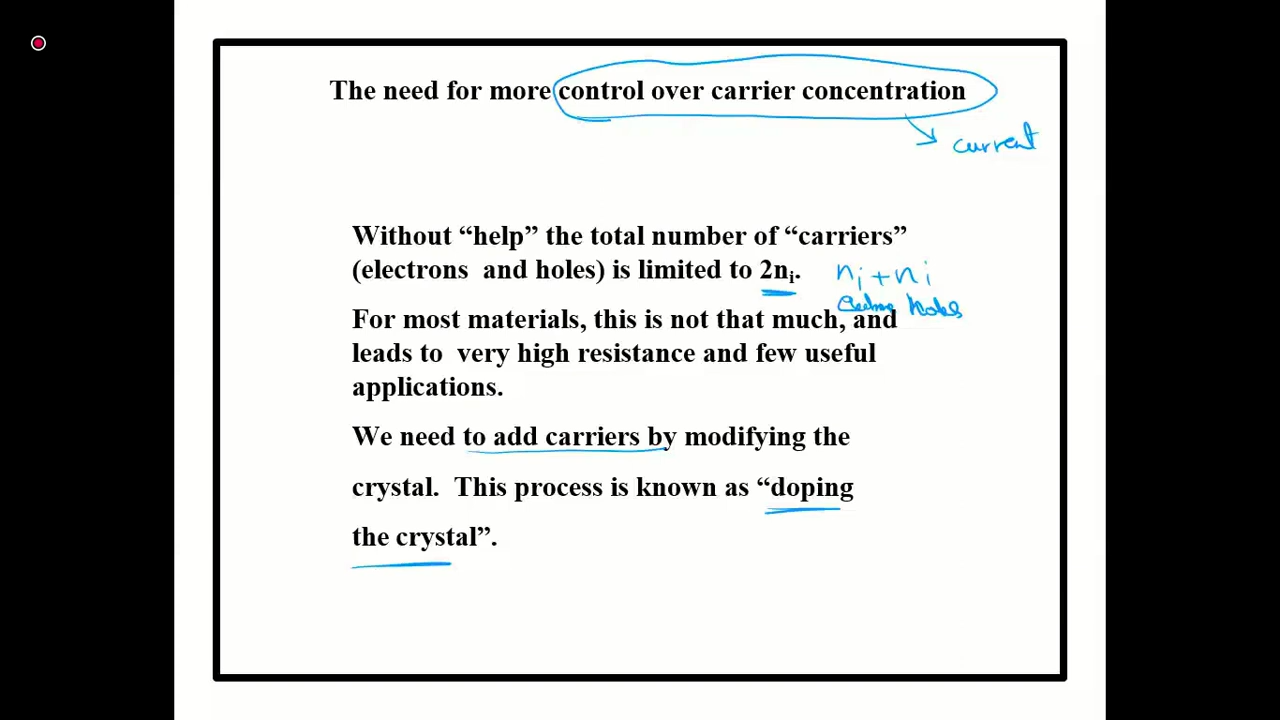 The need for more control over carrier concentration
current
Without “help” the total number of “carriers”
(electrons and holes) is limited to 2nᵢ.
nᵢ + nᵢ
holes
For most materials, this is not that much, and
leads to very high resistance and few useful
applications.
We need to add carriers by modifying the
crystal. This process is known as “doping
the crystal”.